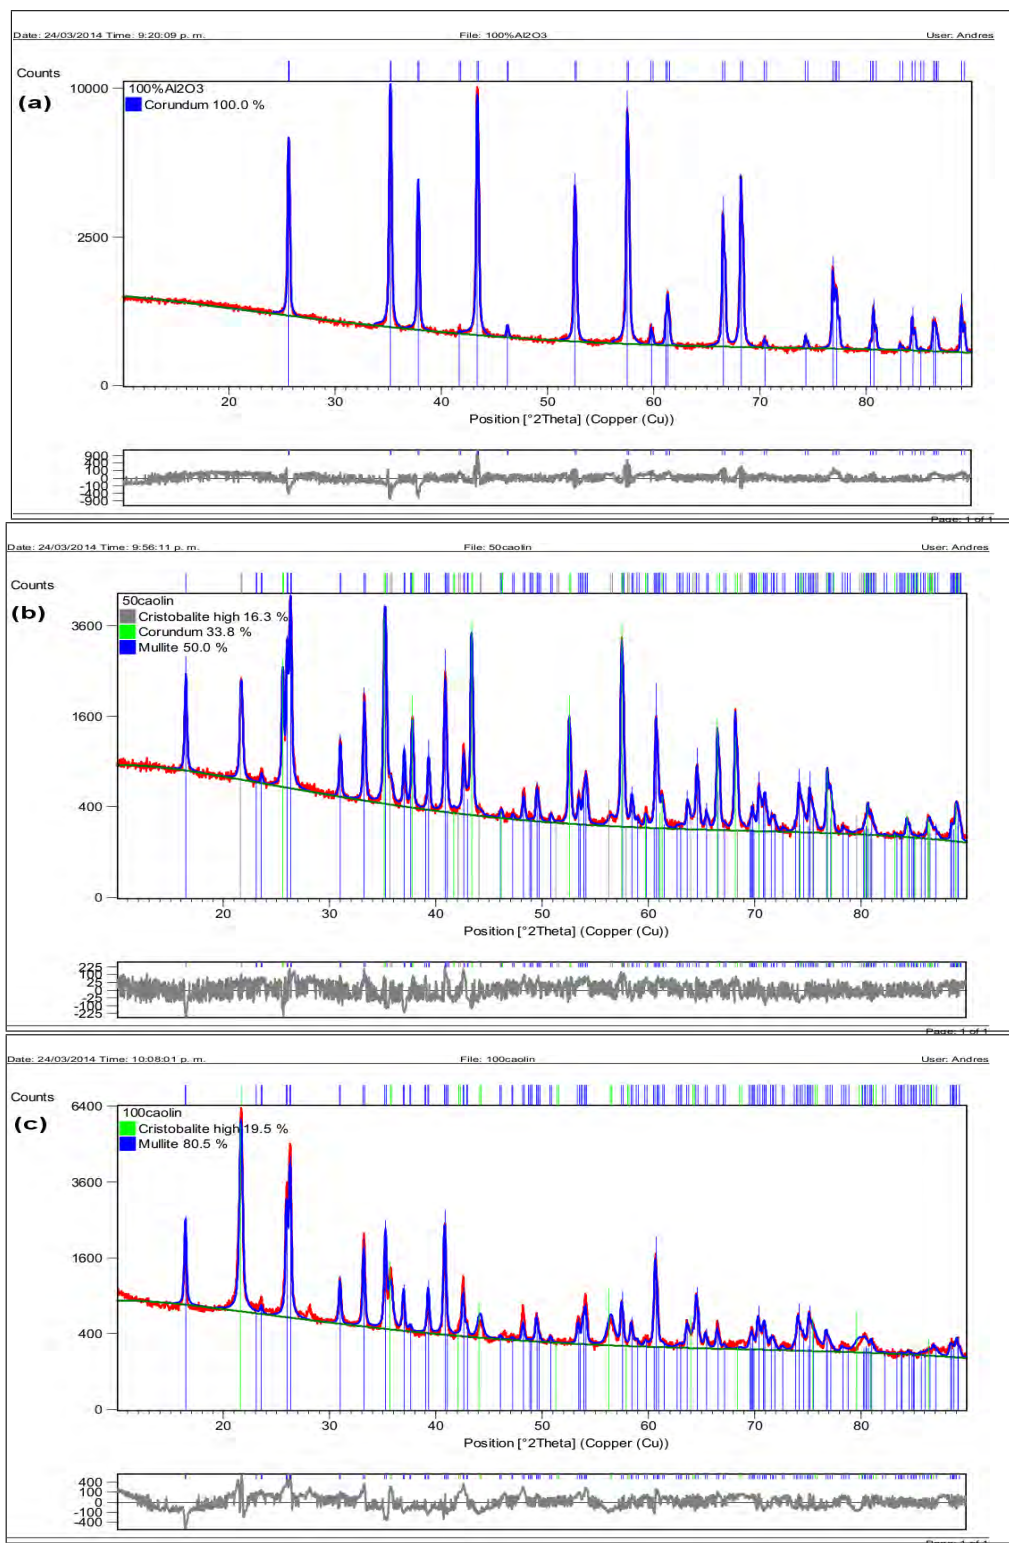 Date: 24/03/2014 Time: 9:20:09 p. m. File: 100%Al2O3 User: Andres
Counts
(a)
100%Al2O3
Corundum 100.0 %
10000
2500
0
20 30 40 50 60 70 80
Position [°2Theta] (Copper (Cu))
900
400
100
0
-100
-400
-900
Page: 1 of 1
Date: 24/03/2014 Time: 9:56:11 p. m. File: 50caolin User: Andres
Counts
(b)
50caolin
Cristobalite high 16.3 %
Corundum 33.8 %
Mullite 50.0 %
3600
1600
400
0
20 30 40 50 60 70 80
Position [°2Theta] (Copper (Cu))
225
100
25
0
-25
-100
-225
Page: 1 of 1
Date: 24/03/2014 Time: 10:08:01 p. m. File: 100caolin User: Andres
Counts
(c)
6400
100caolin
Cristobalite high 19.5 %
Mullite 80.5 %
3600
1600
400
0
20 30 40 50 60 70 80
Position [°2Theta] (Copper (Cu))
400
100
0
-100
-400